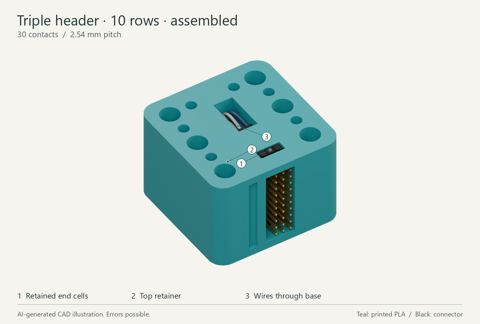 Triple header · 10 rows · assembled
30 contacts / 2.54 mm pitch
3
2
1
1 Retained end cells
2 Top retainer
3 Wires through base
AI-generated CAD illustration. Errors possible.
Teal: printed PLA / Black: connector